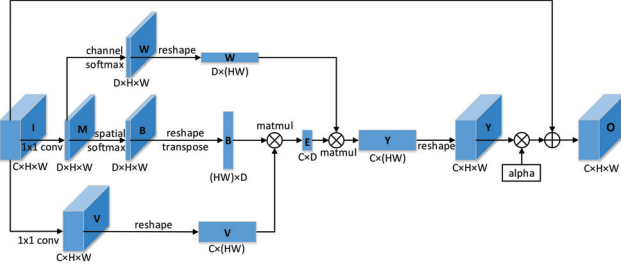 channel
softmax
W
D×H×W
reshape
W
D×(HW)
I
C×H×W
1x1 conv
M
D×H×W
spatial
softmax
B
D×H×W
reshape
transpose
B
(HW)×D
matmul
E
C×D
matmul
Y
C×(HW)
reshape
Y
C×H×W
alpha
O
C×H×W
1x1 conv
V
C×H×W
reshape
V
C×(HW)